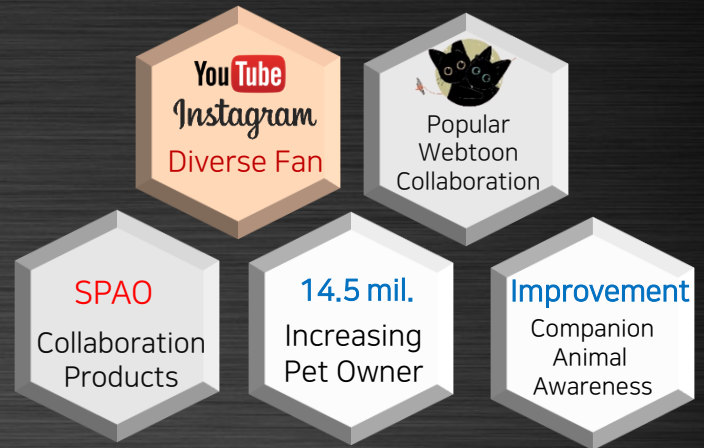 YouTube
Instagram
Diverse Fan
Popular
Webtoon
Collaboration
SPAO
Collaboration
Products
14.5 mil.
Increasing
Pet Owner
Improvement
Companion
Animal
Awareness